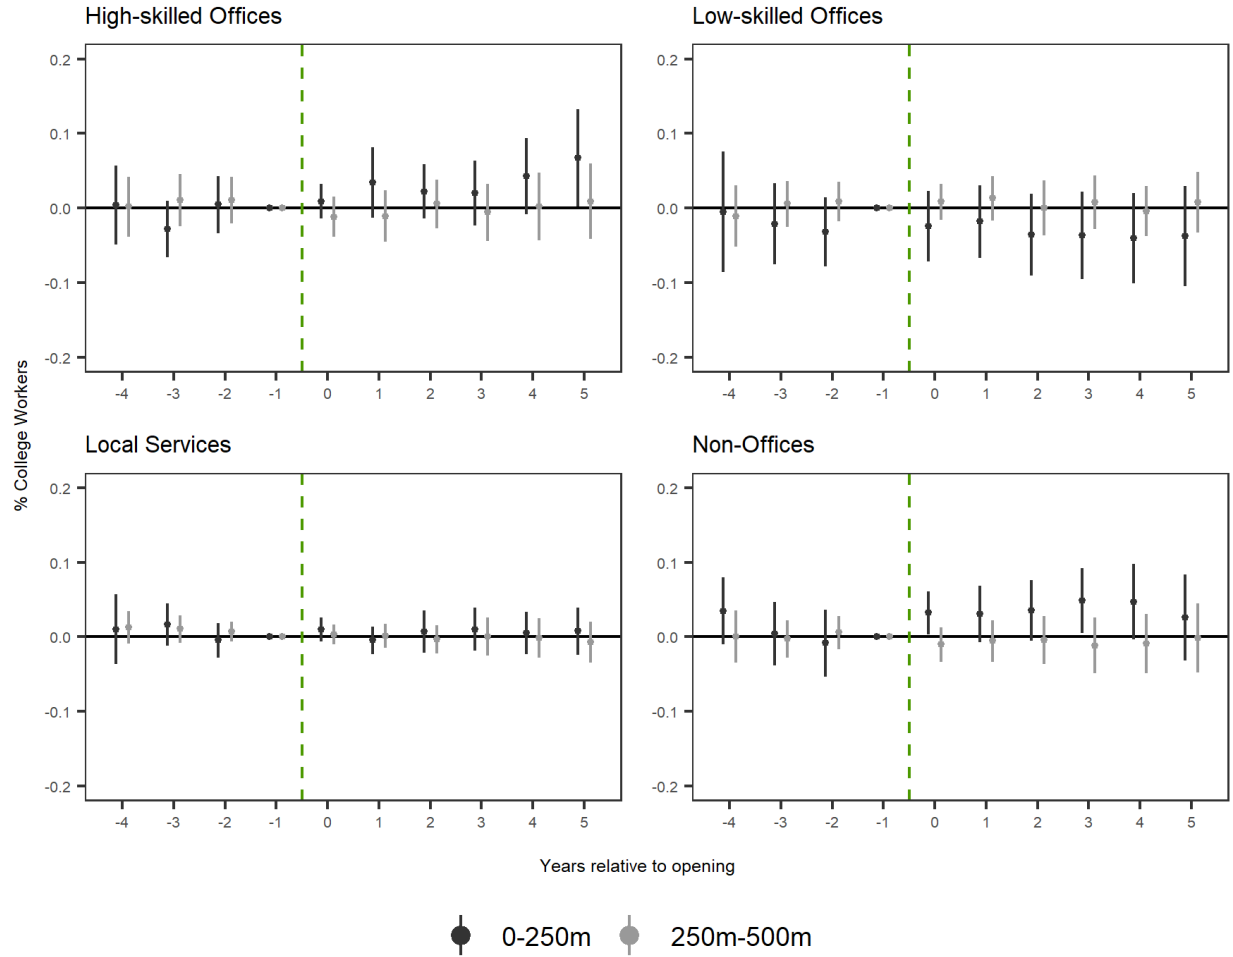 High-skilled Offices
Low-skilled Offices
0.2
0.1
0.0
-0.1
-0.2
-4 -3 -2 -1 0 1 2 3 4 5
0.2
0.1
0.0
-0.1
-0.2
-4 -3 -2 -1 0 1 2 3 4 5
% College Workers
Local Services
Non-Offices
0.2
0.1
0.0
-0.1
-0.2
-4 -3 -2 -1 0 1 2 3 4 5
0.2
0.1
0.0
-0.1
-0.2
-4 -3 -2 -1 0 1 2 3 4 5
Years relative to opening
0-250m 250m-500m